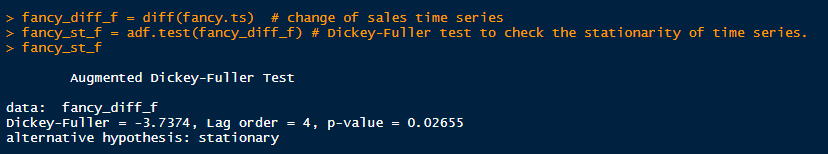 > fancy_diff_f = diff(fancy.ts)  # change of sales time series
> fancy_st_f = adf.test(fancy_diff_f) # Dickey-Fuller test to check the stationarity of time series.
> fancy_st_f
Augmented Dickey-Fuller Test
data:  fancy_diff_f
Dickey-Fuller = -3.7374, Lag order = 4, p-value = 0.02655
alternative hypothesis: stationary